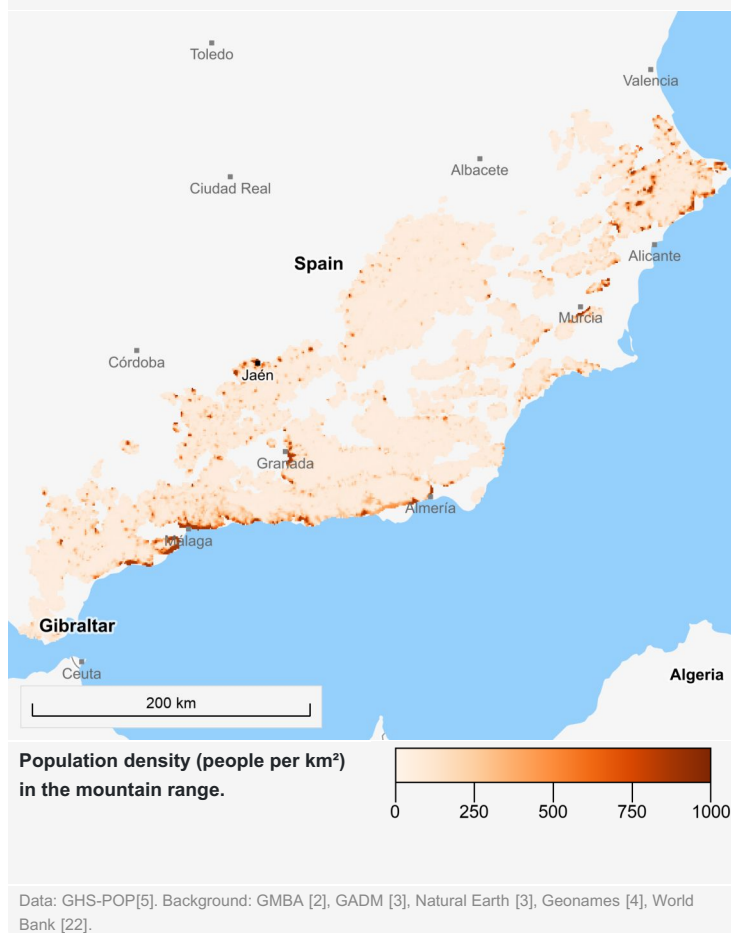 Toledo
Valencia
Albacete
Ciudad Real
Spain
Alicante
Murcia
Córdoba
Jaén
Granada
Almería
Málaga
Gibraltar
Ceuta
Algeria
200 km
Population density (people per km²)
in the mountain range.
0 250 500 750 1000
Data: GHS-POP[5]. Background: GMBA [2], GADM [3], Natural Earth [3], Geonames [4], World
Bank [22].